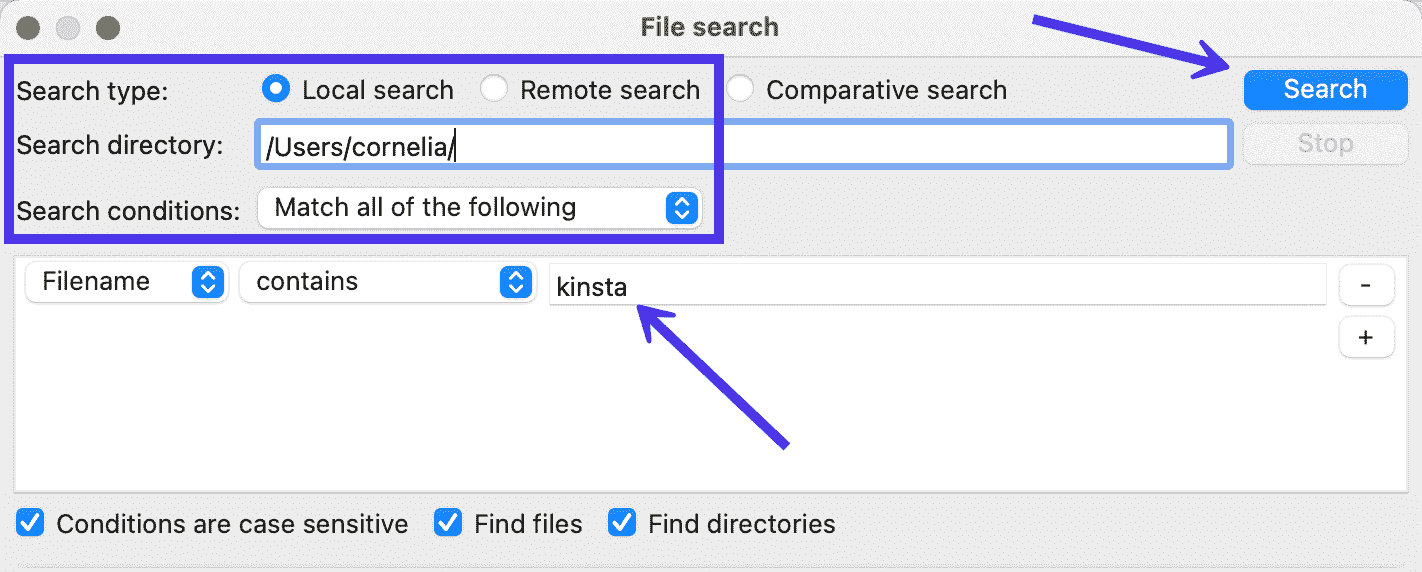 File search
Search type: Local search Remote search Comparative search Search
Search directory: /Users/cornelia/ Stop
Search conditions: Match all of the following
Filename contains kinsta -
+
Conditions are case sensitive Find files Find directories